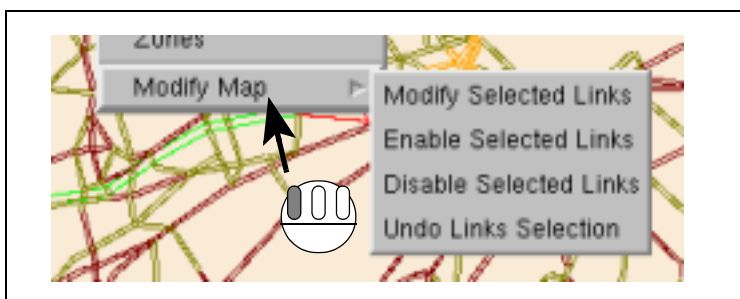 Zones
Modify Map
Modify Selected Links
Enable Selected Links
Disable Selected Links
Undo Links Selection